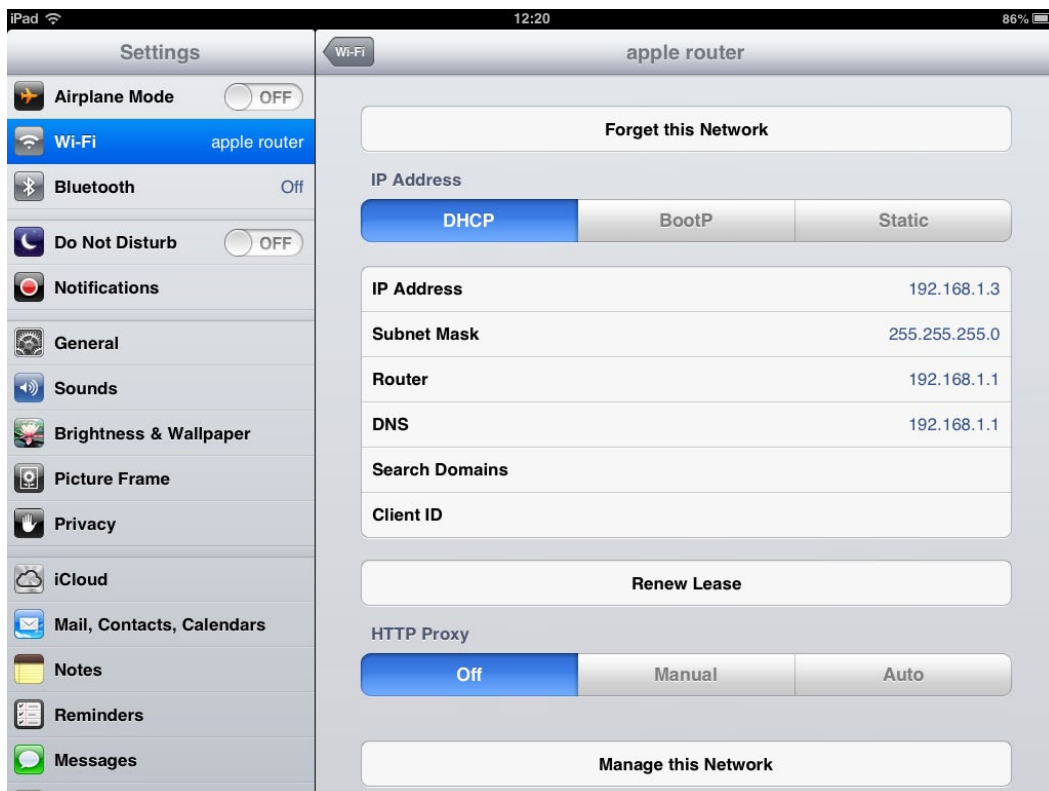 iPad 12:20 86%
Settings
Airplane Mode OFF
Wi-Fi apple router
Bluetooth Off
Do Not Disturb OFF
Notifications
General
Sounds
Brightness & Wallpaper
Picture Frame
Privacy
iCloud
Mail, Contacts, Calendars
Notes
Reminders
Messages
Wi-Fi apple router
Forget this Network
IP Address
DHCP BootP Static
IP Address 192.168.1.3
Subnet Mask 255.255.255.0
Router 192.168.1.1
DNS 192.168.1.1
Search Domains
Client ID
Renew Lease
HTTP Proxy
Off Manual Auto
Manage this Network